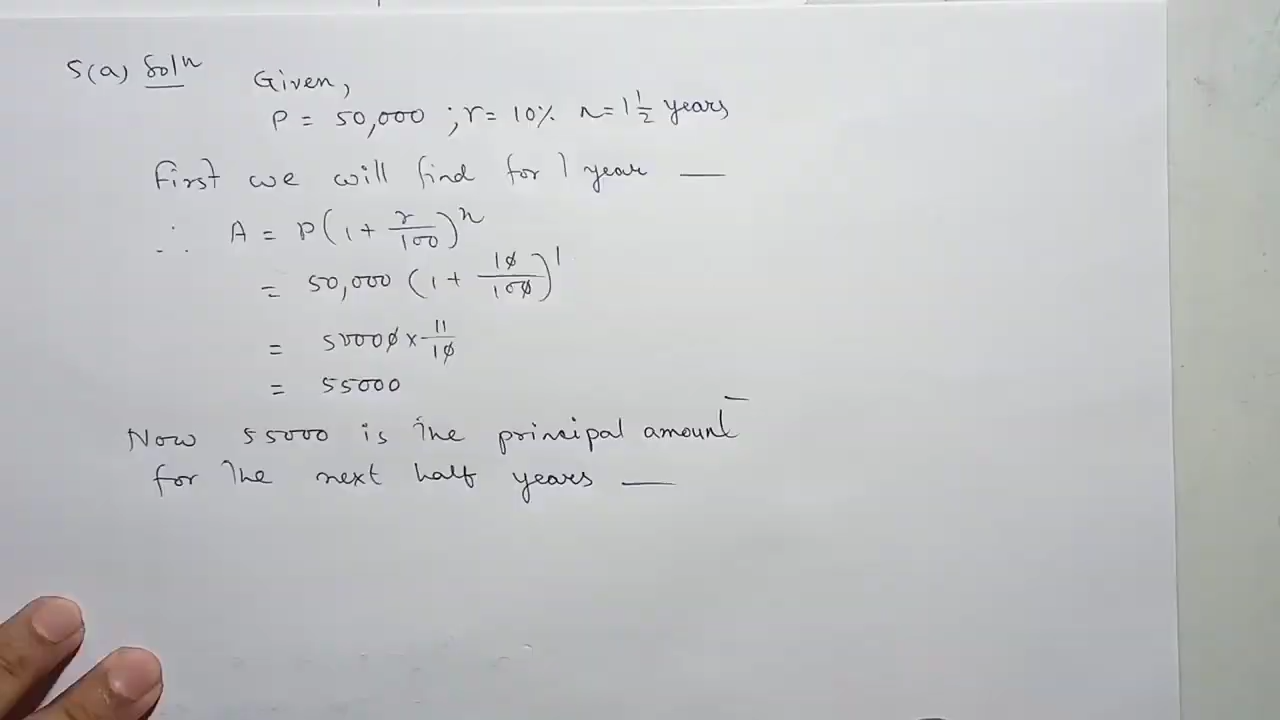 5(a) Solⁿ Given,
P = 50,000 ; r = 10% n = 1 1/2 years
First we will find for 1 year —
∴ A = P(1 + r/100)ⁿ
= 50,000 (1 + 10/100)¹
= 50000 × 11/10
= 55000
Now 55000 is the principal amount
for the next half years —